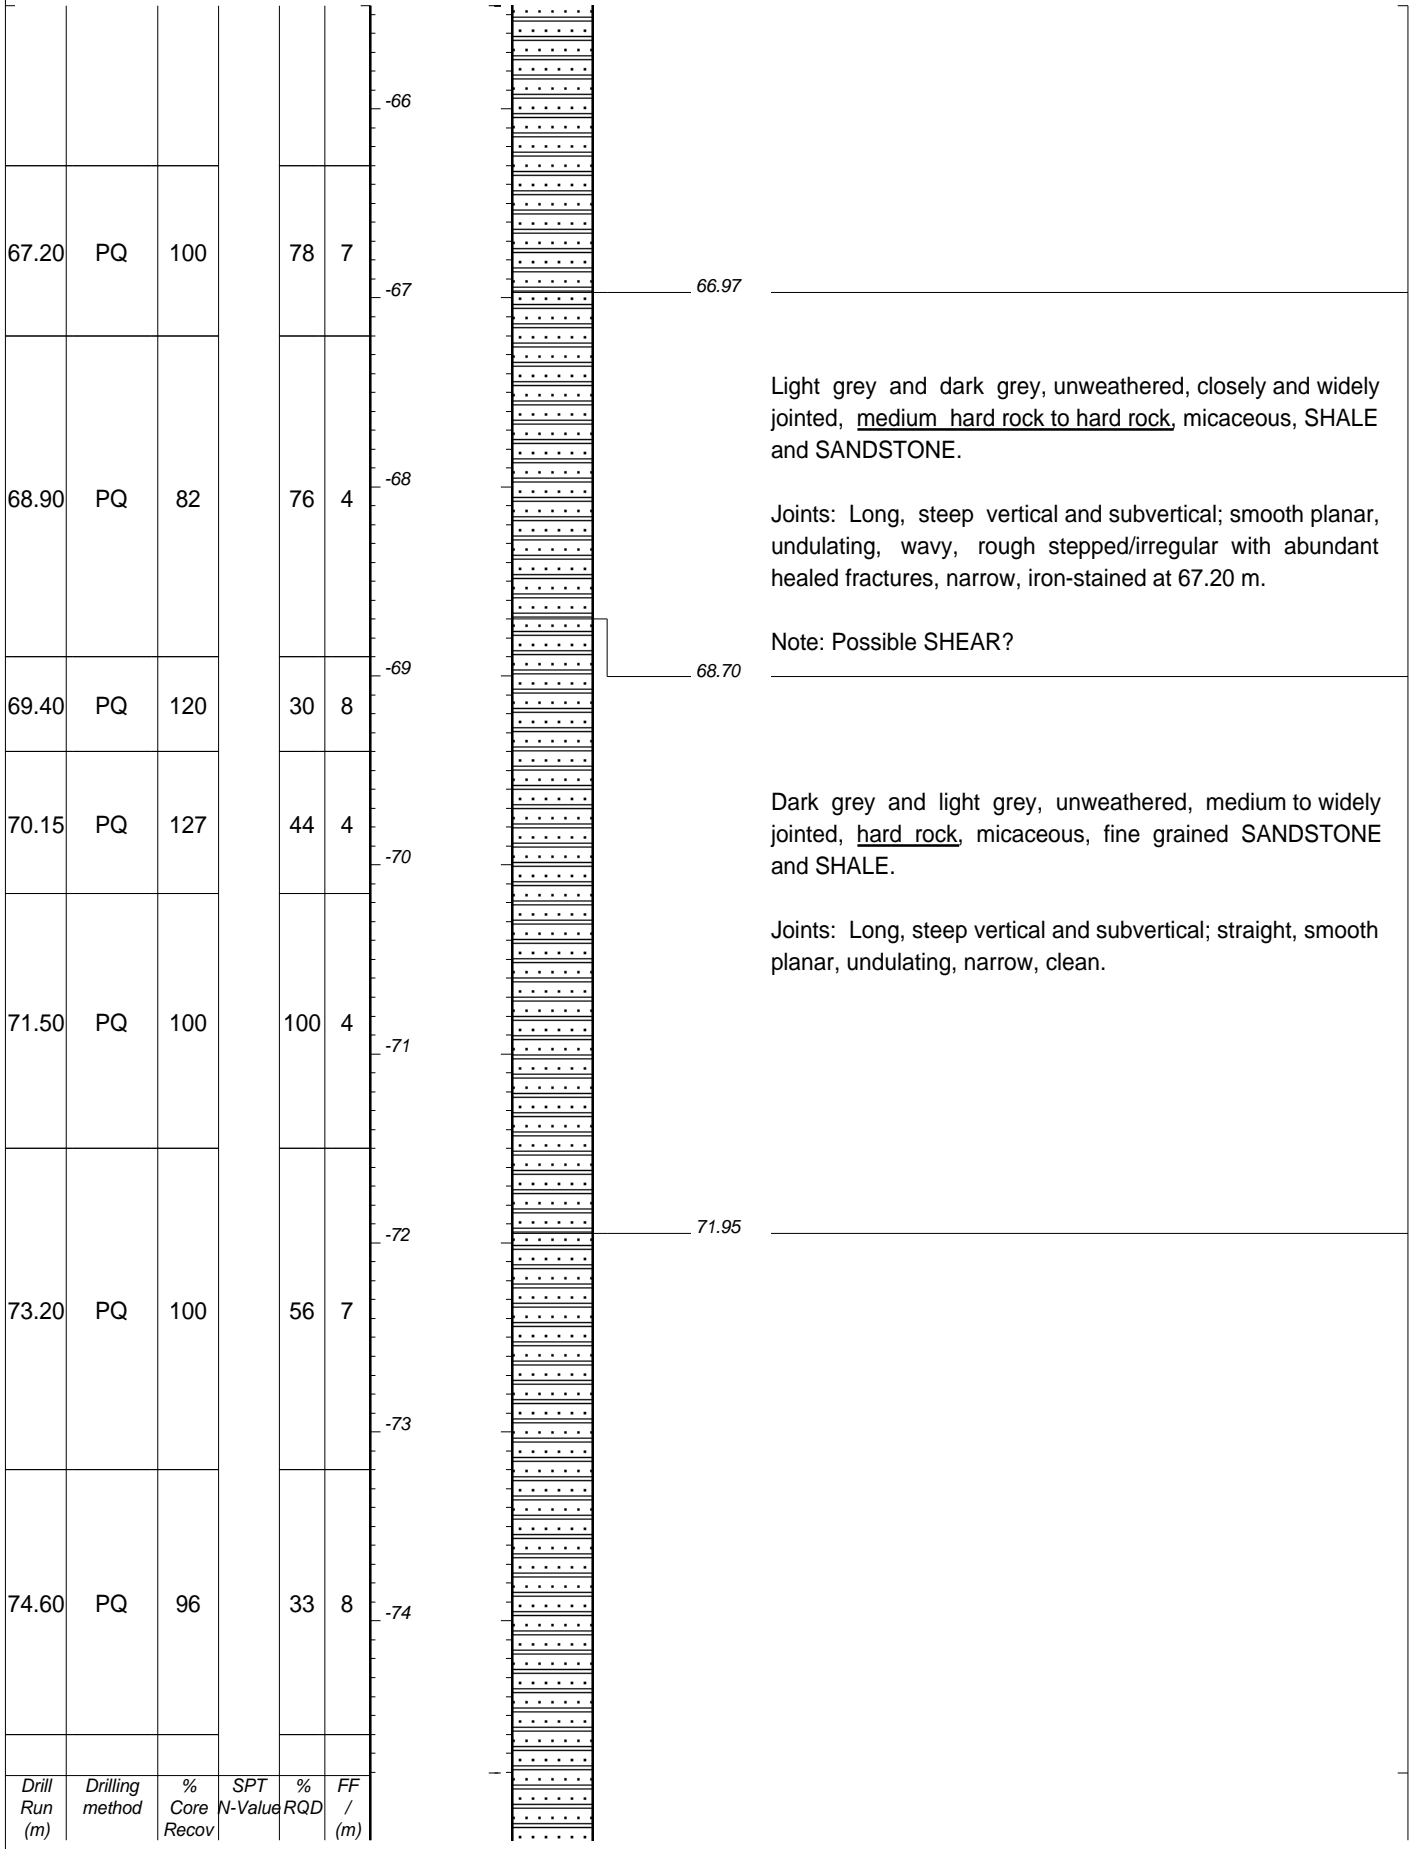 -66
67.20 PQ 100 78 7
-67
66.97
Light grey and dark grey, unweathered, closely and widely
jointed, medium hard rock to hard rock, micaceous, SHALE
and SANDSTONE.
68.90 PQ 82 76 4
-68
Joints: Long, steep vertical and subvertical; smooth planar,
undulating, wavy, rough stepped/irregular with abundant
healed fractures, narrow, iron-stained at 67.20 m.
Note: Possible SHEAR?
-69
68.70
69.40 PQ 120 30 8
70.15 PQ 127 44 4
-70
Dark grey and light grey, unweathered, medium to widely
jointed, hard rock, micaceous, fine grained SANDSTONE
and SHALE.
Joints: Long, steep vertical and subvertical; straight, smooth
planar, undulating, narrow, clean.
71.50 PQ 100 100 4
-71
-72
71.95
73.20 PQ 100 56 7
-73
74.60 PQ 96 33 8
-74
Drill Drilling % SPT % FF
Run method Core N-Value RQD /
(m) Recov (m)